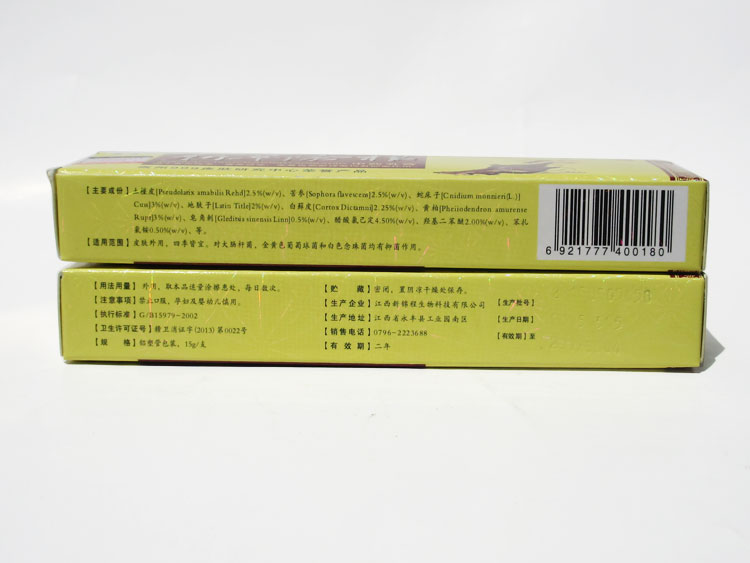 【主要成份】土槿皮[Pseudolatix amabilis Rehd]2.5%(w/v)、苦参[Sophora flavescens]2.5%(w/v)、蛇床子[Cnidium monnieri(L.)
Cuss]3%(w/v)、地肤子[Latin Title]2%(w/v)、白藓皮[Cortox Dictamni]2.25%(w/v)、黄柏[Phellodendron amurense
Rupr]3%(w/v)、皂角刺[Gleditsis sinensis Linn]0.5%(w/v)、醋酸氯已定4.50%(w/v)、羟基二苯醚2.00%(w/v)、苯扎
氯铵0.50%(w/v)、等。
【适用范围】皮肤外用，四季皆宜。对大肠杆菌、金黄色葡萄球菌和白色念珠菌均有抑菌作用。
6 921777 400180
【用法用量】外用，取本品适量涂擦患处，每日数次。
【注意事项】禁止口服，孕妇及婴幼儿慎用。
【执行标准】G/B15979-2002
【卫生许可证号】赣卫消证字(2013)第0022号
【规 格】铝塑管包装，15g/支
【贮 藏】密闭，置阴凉干燥处保存。
【生产企业】江西新锦程生物科技有限公司
【生产地址】江西省永丰县工业园南区
【销售电话】0796-2223688
【有 效 期】二年
【生产批号】
【生产日期】
【有效期】至